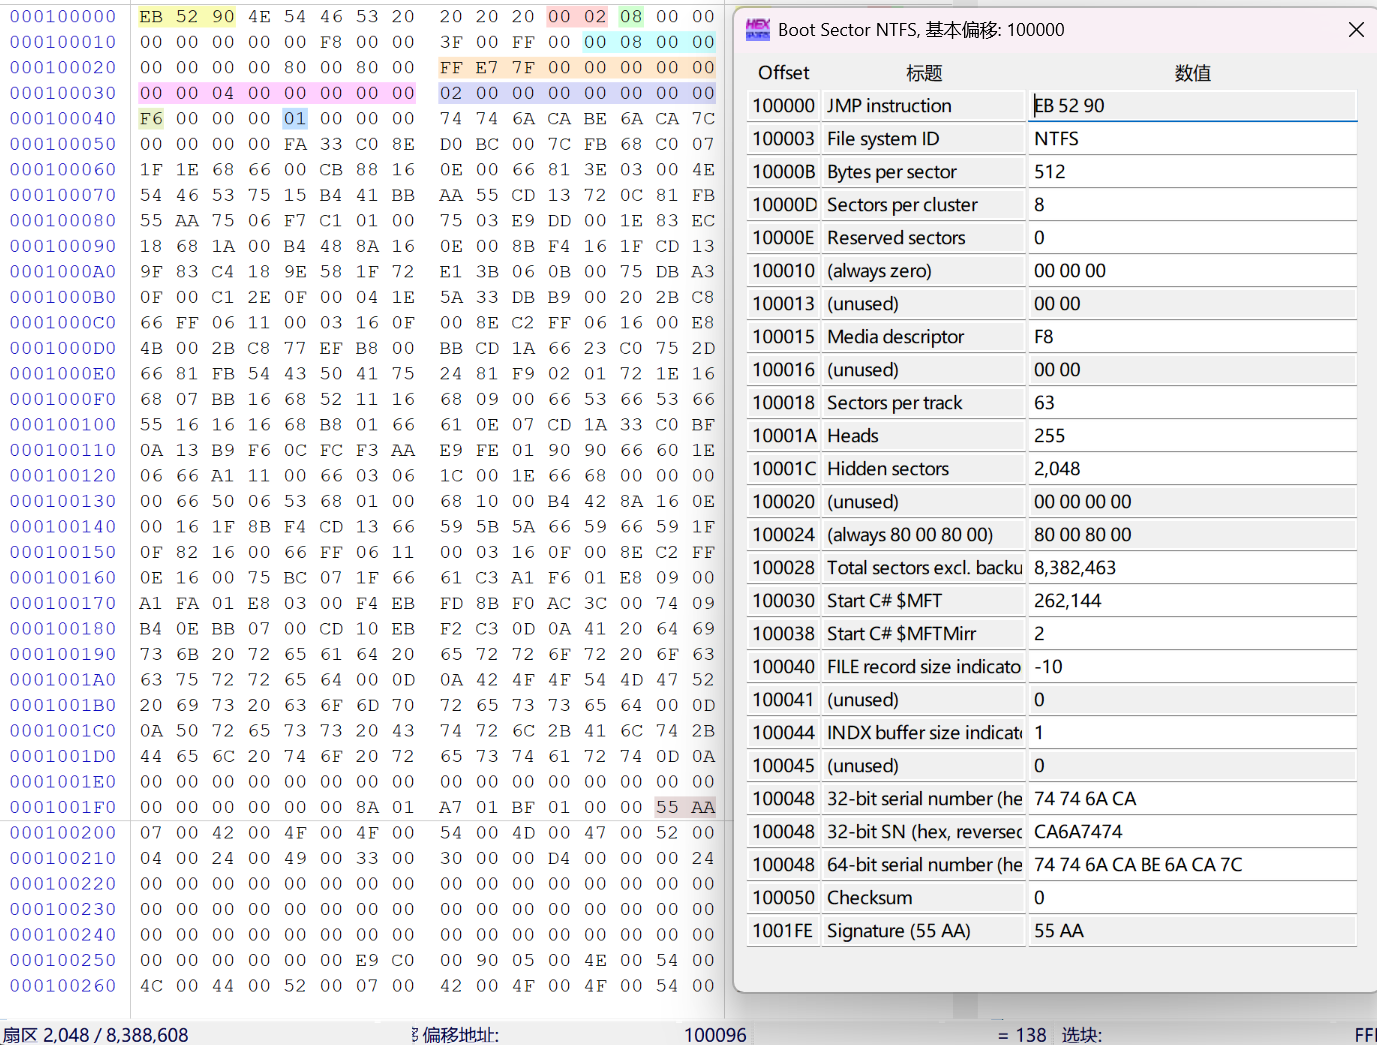 000100000 EB 52 90 4E 54 46 53 20 20 20 20 00 02 08 00 00
000100010 00 00 00 00 00 F8 00 00 3F 00 FF 00 00 08 00 00
000100020 00 00 00 00 80 00 80 00 FF E7 7F 00 00 00 00 00
000100030 00 00 04 00 00 00 00 00 02 00 00 00 00 00 00 00
000100040 F6 00 00 00 01 00 00 00 74 74 6A CA BE 6A CA 7C
000100050 00 00 00 00 FA 33 C0 8E D0 BC 00 7C FB 68 C0 07
000100060 1F 1E 68 66 00 CB 88 16 0E 00 66 81 3E 03 00 4E
000100070 54 46 53 75 15 B4 41 BB AA 55 CD 13 72 0C 81 FB
000100080 55 AA 75 06 F7 C1 01 00 75 03 E9 DD 00 1E 83 EC
000100090 18 68 1A 00 B4 48 8A 16 0E 00 8B F4 16 1F CD 13
0001000A0 9F 83 C4 18 9E 58 1F 72 E1 3B 06 0B 00 75 DB A3
0001000B0 0F 00 C1 2E 0F 00 04 1E 5A 33 DB B9 00 20 2B C8
0001000C0 66 FF 06 11 00 03 16 0F 00 8E C2 FF 06 16 00 E8
0001000D0 4B 00 2B C8 77 EF B8 00 BB CD 1A 66 23 C0 75 2D
0001000E0 66 81 FB 54 43 50 41 75 24 81 F9 02 01 72 1E 16
0001000F0 68 07 BB 16 68 52 11 16 68 09 00 66 53 66 53 66
000100100 55 16 16 16 68 B8 01 66 61 0E 07 CD 1A 33 C0 BF
000100110 0A 13 B9 F6 0C FC F3 AA E9 FE 01 90 90 66 60 1E
000100120 06 66 A1 11 00 66 03 06 1C 00 1E 66 68 00 00 00
000100130 00 66 50 06 53 68 01 00 68 10 00 B4 42 8A 16 0E
000100140 00 16 1F 8B F4 CD 13 66 59 5B 5A 66 59 66 59 1F
000100150 0F 82 16 00 66 FF 06 11 00 03 16 0F 00 8E C2 FF
000100160 0E 16 00 75 BC 07 1F 66 61 C3 A1 F6 01 E8 09 00
000100170 A1 FA 01 E8 03 00 F4 EB FD 8B F0 AC 3C 00 74 09
000100180 B4 0E BB 07 00 CD 10 EB F2 C3 0D 0A 41 20 64 69
000100190 73 6B 20 72 65 61 64 20 65 72 72 6F 72 20 6F 63
0001001A0 63 75 72 72 65 64 00 0D 0A 42 4F 4F 54 4D 47 52
0001001B0 20 69 73 20 63 6F 6D 70 72 65 73 73 65 64 00 0D
0001001C0 0A 50 72 65 73 73 20 43 74 72 6C 2B 41 6C 74 2B
0001001D0 44 65 6C 20 74 6F 20 72 65 73 74 61 72 74 0D 0A
0001001E0 00 00 00 00 00 00 00 00 00 00 00 00 00 00 00 00
0001001F0 00 00 00 00 00 00 8A 01 A7 01 BF 01 00 00 55 AA
000100200 07 00 42 00 4F 00 4F 00 54 00 4D 00 47 00 52 00
000100210 04 00 24 00 49 00 33 00 30 00 00 D4 00 00 00 24
000100220 00 00 00 00 00 00 00 00 00 00 00 00 00 00 00 00
000100230 00 00 00 00 00 00 00 00 00 00 00 00 00 00 00 00
000100240 00 00 00 00 00 00 00 00 00 00 00 00 00 00 00 00
000100250 00 00 00 00 00 00 E9 C0 00 90 05 00 4E 00 54 00
000100260 4C 00 44 00 52 00 07 00 42 00 4F 00 4F 00 54 00
HEX Boot Sector NTFS, 基本偏移: 100000
Offset 标题 数值
100000 JMP instruction EB 52 90
100003 File system ID NTFS
10000B Bytes per sector 512
10000D Sectors per cluster 8
10000E Reserved sectors 0
100010 (always zero) 00 00 00
100013 (unused) 00 00
100015 Media descriptor F8
100016 (unused) 00 00
100018 Sectors per track 63
10001A Heads 255
10001C Hidden sectors 2,048
100020 (unused) 00 00 00 00
100024 (always 80 00 80 00) 80 00 80 00
100028 Total sectors excl. backu 8,382,463
100030 Start C# $MFT 262,144
100038 Start C# $MFTMirr 2
100040 FILE record size indicato -10
100041 (unused) 0
100044 INDX buffer size indicat 1
100045 (unused) 0
100048 32-bit serial number (he 74 74 6A CA
100048 32-bit SN (hex, reversed CA6A7474
100048 64-bit serial number (he 74 74 6A CA BE 6A CA 7C
100050 Checksum 0
1001FE Signature (55 AA) 55 AA
扇区 2,048 / 8,388,608 偏移地址: 100096 = 138 选块: FF